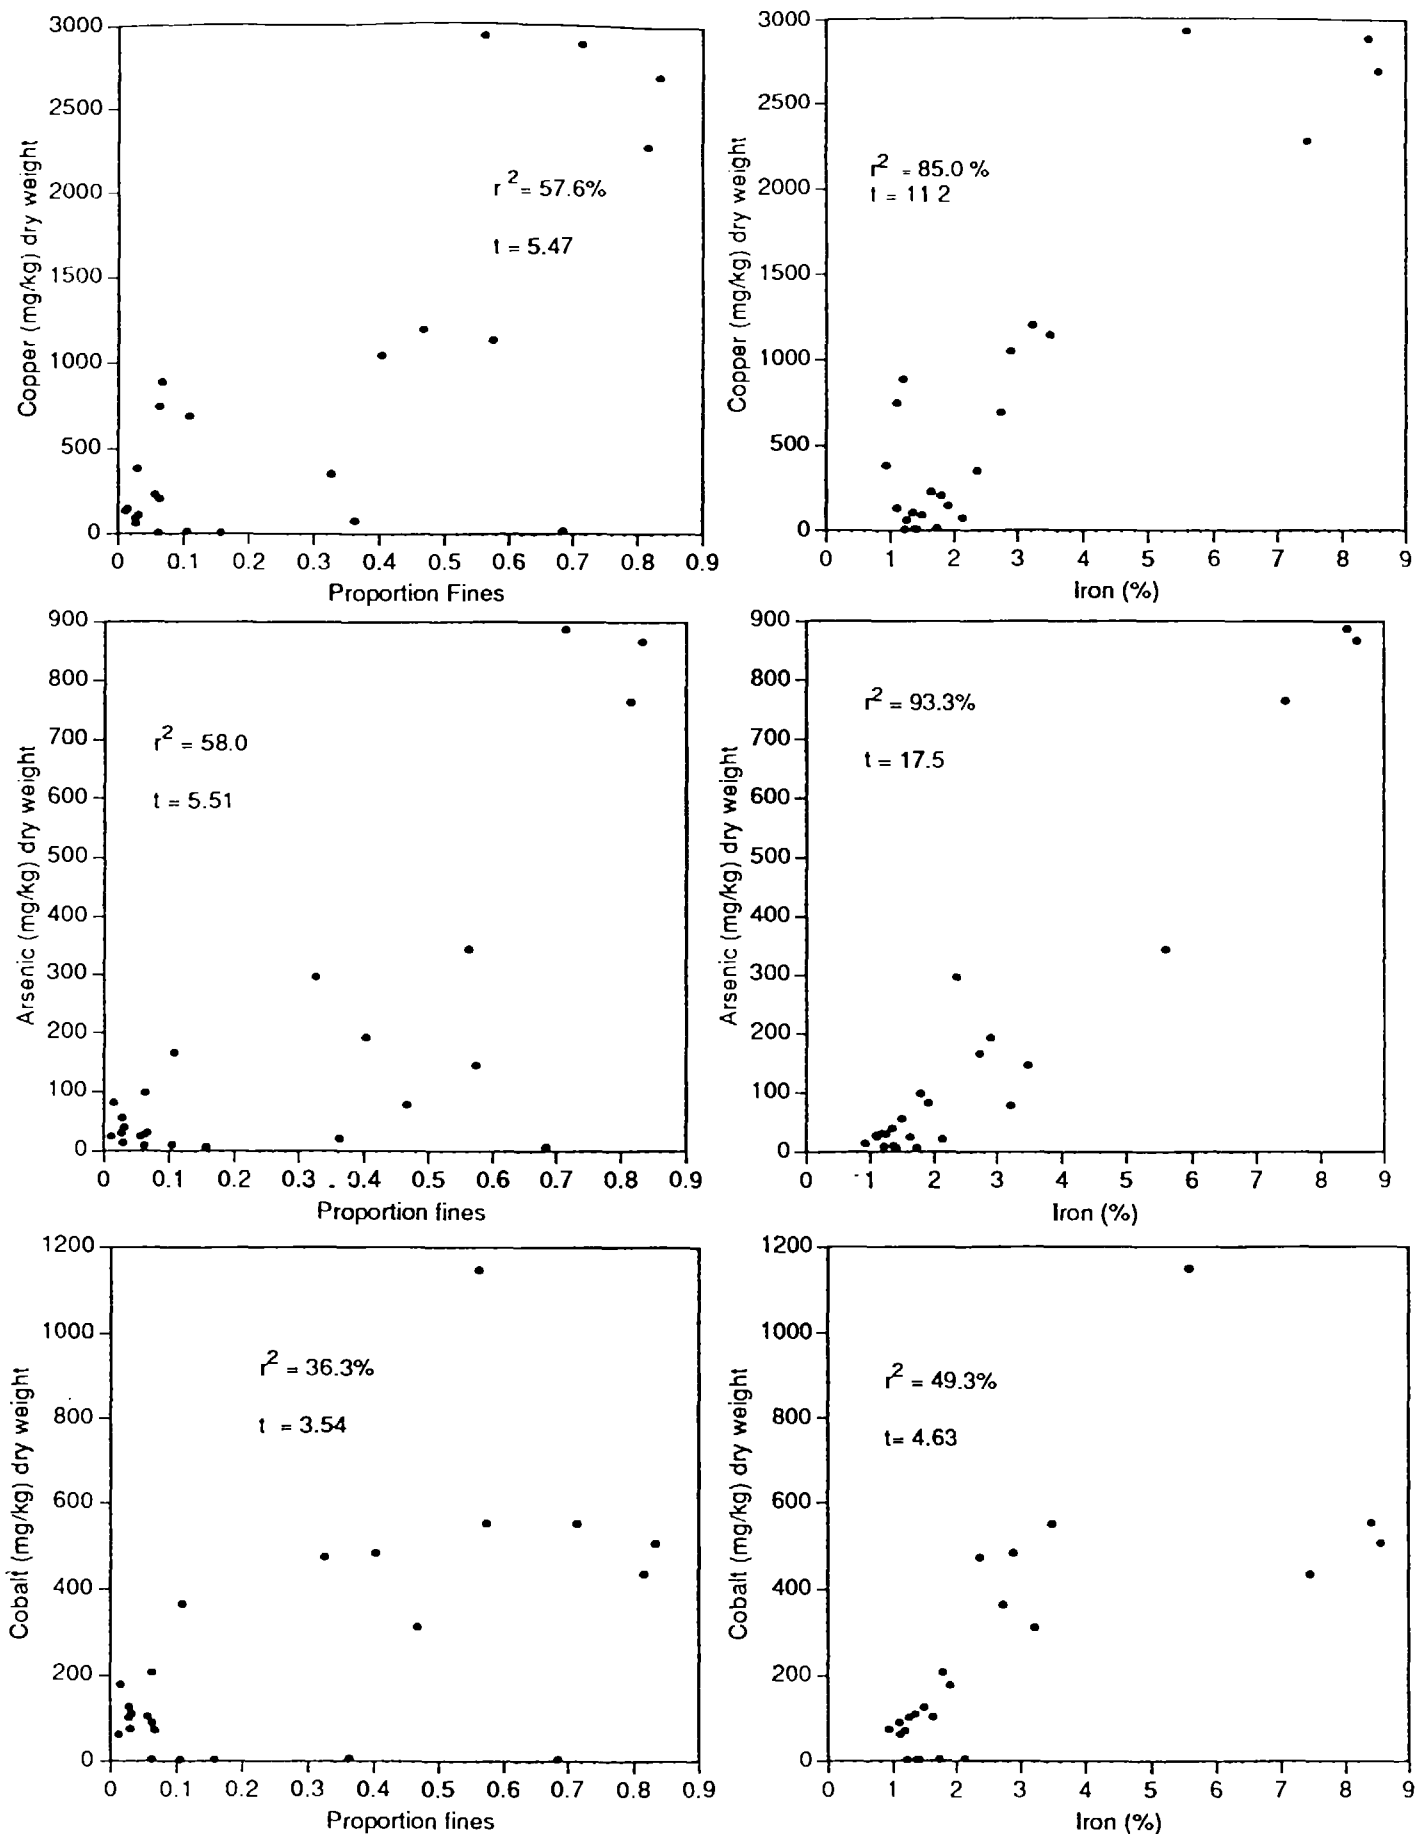 3000
2500
2000
1500
1000
500
0
Copper (mg/kg) dry weight
r² = 57.6%
t = 5.47
0 0.1 0.2 0.3 0.4 0.5 0.6 0.7 0.8 0.9
Proportion Fines
3000
2500
2000
1500
1000
500
0
Copper (mg/kg) dry weight
r² = 85.0 %
t = 11 2
0 1 2 3 4 5 6 7 8 9
Iron (%)
900
800
700
600
500
400
300
200
100
0
Arsenic (mg/kg) dry weight
r² = 58.0
t = 5.51
0 0.1 0.2 0.3 0.4 0.5 0.6 0.7 0.8 0.9
Proportion fines
900
800
700
600
500
400
300
200
100
0
Arsenic (mg/kg) dry weight
r² = 93.3%
t = 17.5
0 1 2 3 4 5 6 7 8 9
Iron (%)
1200
1000
800
600
400
200
0
Cobalt (mg/kg) dry weight
r² = 36.3%
t = 3.54
0 0.1 0.2 0.3 0.4 0.5 0.6 0.7 0.8 0.9
Proportion fines
1200
1000
800
600
400
200
0
Cobalt (mg/kg) dry weight
r² = 49.3%
t= 4.63
0 1 2 3 4 5 6 7 8 9
Iron (%)